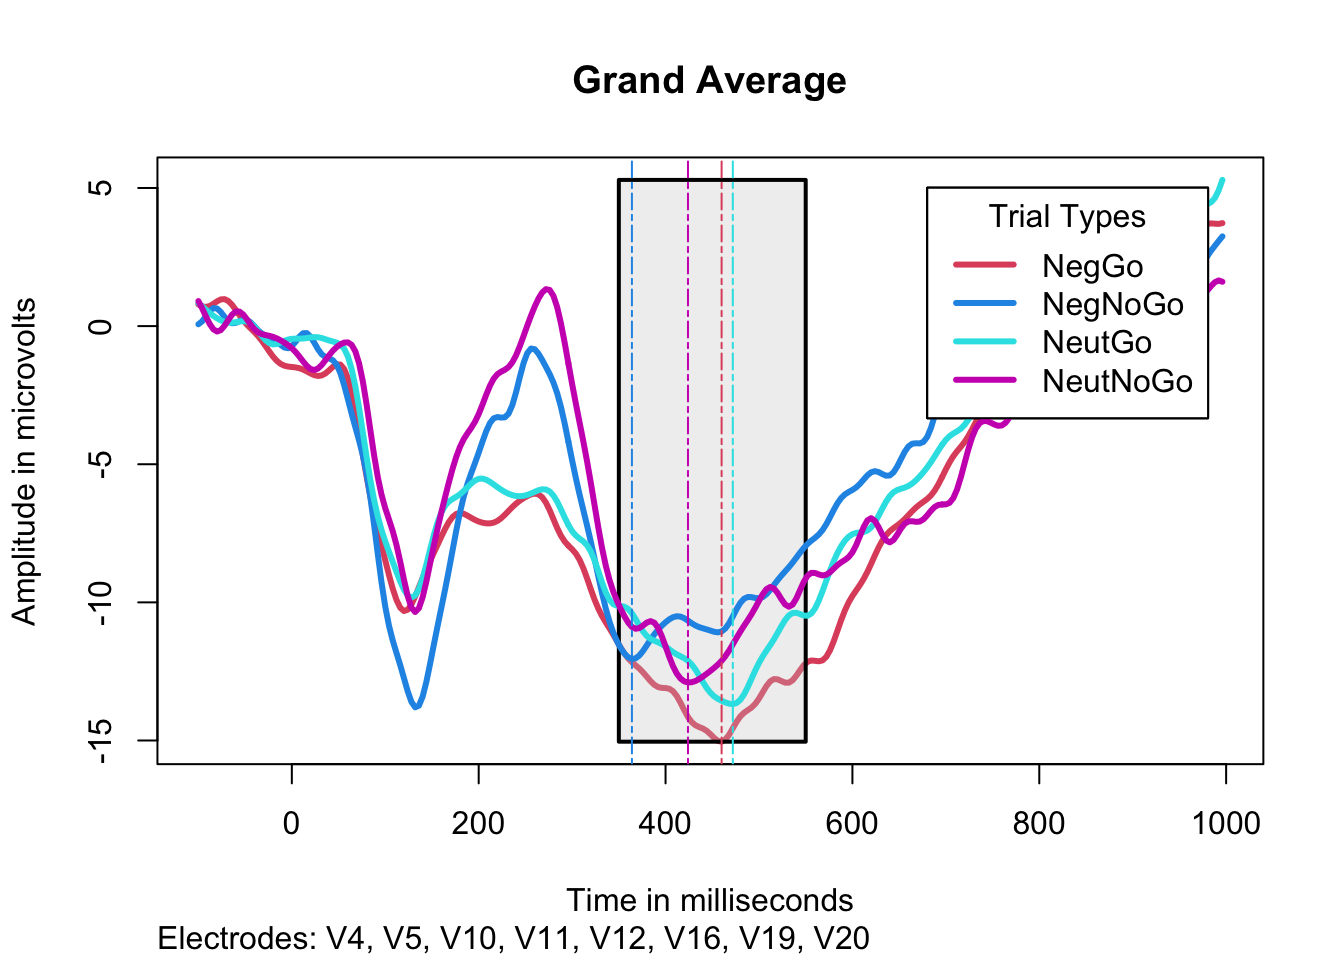 Grand Average
Amplitude in microvolts
5
0
-5
-10
-15
Trial Types
NegGo
NegNoGo
NeutGo
NeutNoGo
0 200 400 600 800 1000
Time in milliseconds
Electrodes: V4, V5, V10, V11, V12, V16, V19, V20